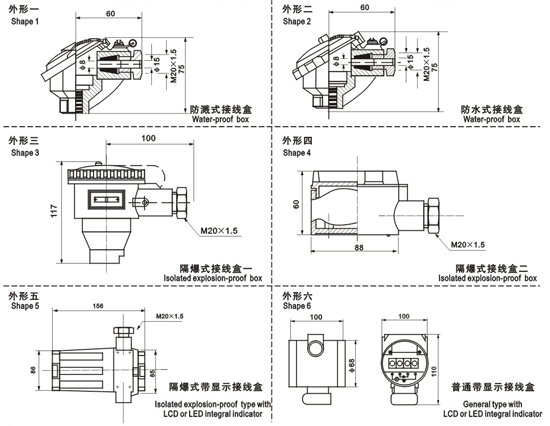 外形一
Shape 1
60
Φ8
Φ15
M20×1.5
75
防溅式接线盒
Water-proof box
外形二
Shape 2
60
Φ8
Φ15
M20×1.5
75
防水式接线盒
Water-proof box
外形三
Shape 3
100
117
M20×1.5
隔爆式接线盒一
Isolated explosion-proof box
外形四
Shape 4
60
88
M20×1.5
隔爆式接线盒二
Isolated explosion-proof box
外形五
Shape 5
156
M20×1.5
86
85
隔爆式带显示接线盒
Isolated explosion-proof type with
LCD or LED integral indicator
外形六
Shape 6
100
Φ68
100
110
普通带显示接线盒
General type with
LCD or LED integral indicator